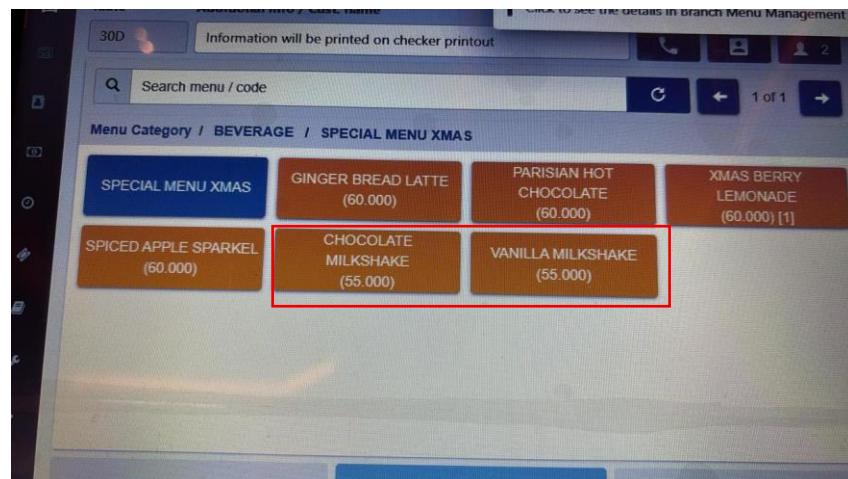 Click to see the details in Branch Menu Management
30D
Information will be printed on checker printout
2
Search menu / code
1 of 1
Menu Category / BEVERAGE / SPECIAL MENU XMAS
SPECIAL MENU XMAS
GINGER BREAD LATTE
(60.000)
PARISIAN HOT
CHOCOLATE
(60.000)
XMAS BERRY
LEMONADE
(60.000) [1]
SPICED APPLE SPARKEL
(60.000)
CHOCOLATE
MILKSHAKE
(55.000)
VANILLA MILKSHAKE
(55.000)